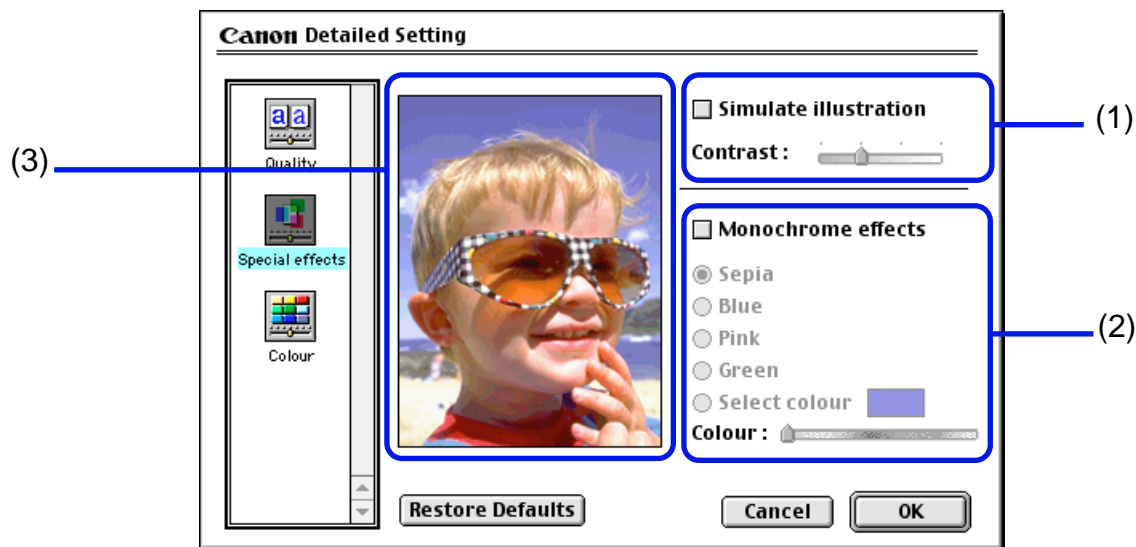 Canon Detailed Setting
a a
Quality
Special effects
Colour
Simulate illustration
Contrast :
Monochrome effects
Sepia
Blue
Pink
Green
Select colour
Colour :
Restore Defaults
Cancel
OK
(1)
(2)
(3)